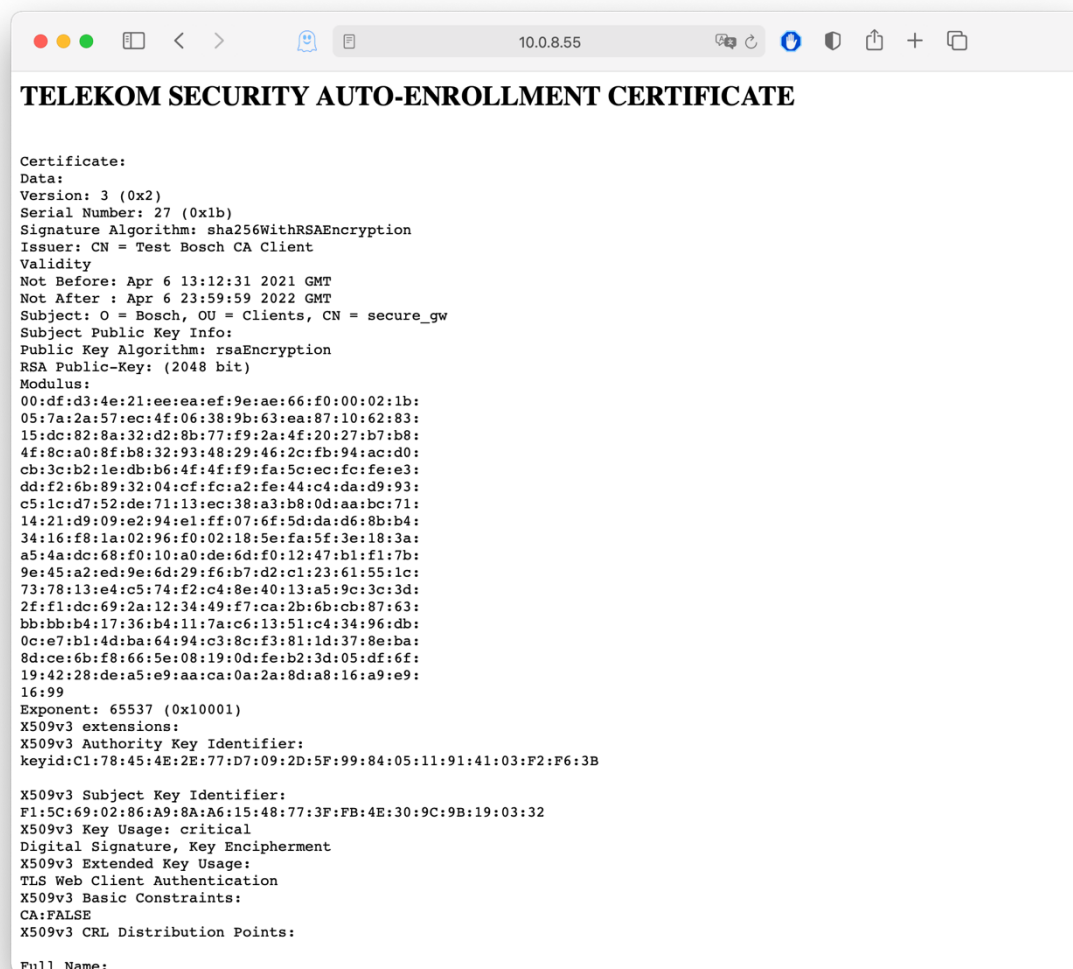 10.0.8.55
TELEKOM SECURITY AUTO-ENROLLMENT CERTIFICATE
Certificate:
Data:
Version: 3 (0x2)
Serial Number: 27 (0x1b)
Signature Algorithm: sha256WithRSAEncryption
Issuer: CN = Test Bosch CA Client
Validity
Not Before: Apr 6 13:12:31 2021 GMT
Not After : Apr 6 23:59:59 2022 GMT
Subject: O = Bosch, OU = Clients, CN = secure_gw
Subject Public Key Info:
Public Key Algorithm: rsaEncryption
RSA Public-Key: (2048 bit)
Modulus:
00:df:d3:4e:21:ee:ea:ef:9e:ae:66:f0:00:02:1b:
05:7a:2a:57:ec:4f:06:38:9b:63:ea:87:10:62:83:
15:dc:82:8a:32:d2:8b:77:f9:2a:4f:20:27:b7:b8:
4f:8c:a0:8f:b8:32:93:48:29:46:2c:fb:94:ac:d0:
cb:3c:b2:1e:db:b6:4f:4f:f9:fa:5c:ec:fc:fe:e3:
dd:f2:6b:89:32:04:cf:fc:a2:fe:44:c4:da:d9:93:
c5:1c:d7:52:de:71:13:ec:38:a3:b8:0d:aa:bc:71:
14:21:d9:09:e2:94:e1:ff:07:6f:5d:da:d6:8b:b4:
34:16:f8:1a:02:96:f0:02:18:5e:fa:5f:3e:18:3a:
a5:4a:dc:68:f0:10:a0:de:6d:f0:12:47:b1:f1:7b:
9e:45:a2:ed:9e:6d:29:f6:b7:d2:c1:23:61:55:1c:
73:78:13:e4:c5:74:f2:c4:8e:40:13:a5:9c:3c:3d:
2f:f1:dc:69:2a:12:34:49:f7:ca:2b:6b:cb:87:63:
bb:bb:b4:17:36:b4:11:7a:c6:13:51:c4:34:96:db:
0c:e7:b1:4d:ba:64:94:c3:8c:f3:81:1d:37:8e:ba:
8d:ce:6b:f8:66:5e:08:19:0d:fe:b2:3d:05:df:6f:
19:42:28:de:a5:e9:aa:ca:0a:2a:8d:a8:16:a9:e9:
16:99
Exponent: 65537 (0x10001)
X509v3 extensions:
X509v3 Authority Key Identifier:
keyid:C1:78:45:4E:2E:77:D7:09:2D:5F:99:84:05:11:91:41:03:F2:F6:3B
X509v3 Subject Key Identifier:
F1:5C:69:02:86:A9:8A:A6:15:48:77:3F:FB:4E:30:9C:9B:19:03:32
X509v3 Key Usage: critical
Digital Signature, Key Encipherment
X509v3 Extended Key Usage:
TLS Web Client Authentication
X509v3 Basic Constraints:
CA:FALSE
X509v3 CRL Distribution Points:
Full Name: